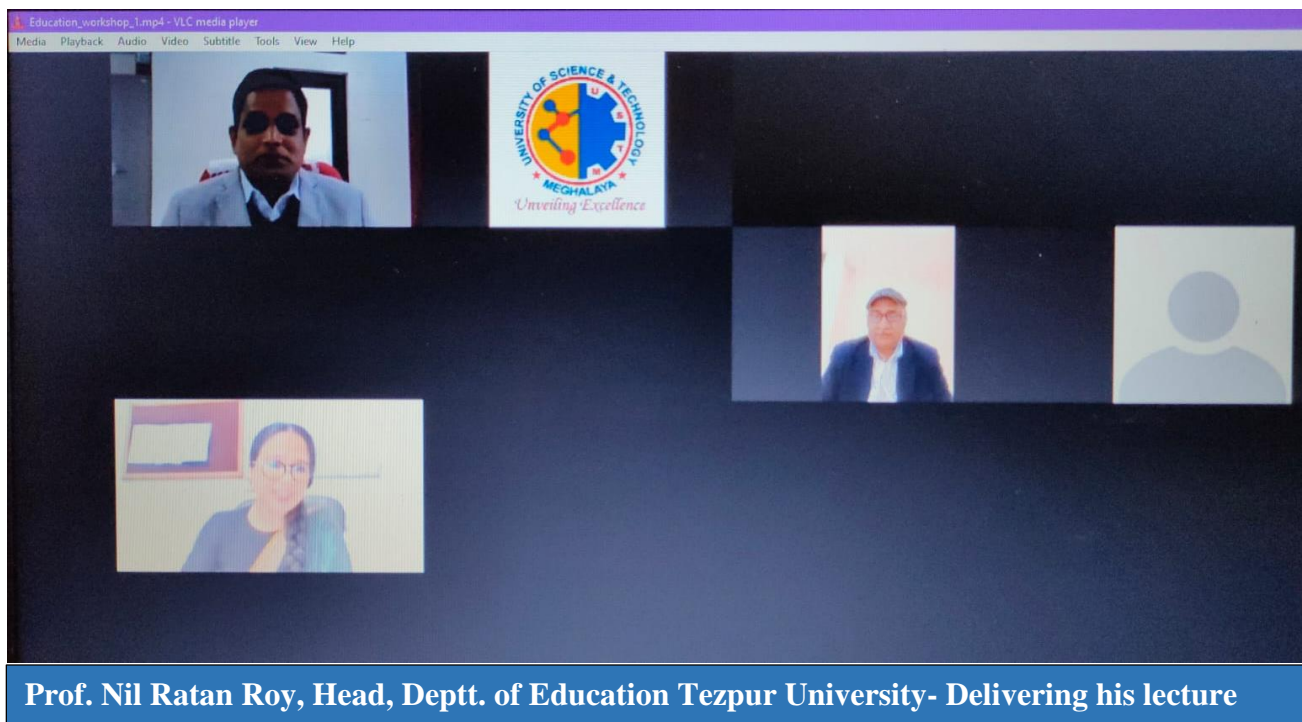 Education_workshop_1.mp4 - VLC media player
Media Playback Audio Video Subtitle Tools View Help
UNIVERSITY OF SCIENCE & TECHNOLOGY
U S T M
MEGHALAYA
Unveiling Excellence
Prof. Nil Ratan Roy, Head, Deptt. of Education Tezpur University- Delivering his lecture